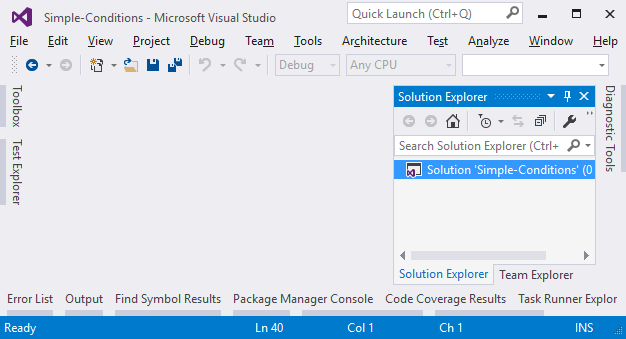 Simple-Conditions - Microsoft Visual Studio
Quick Launch (Ctrl+Q)
File Edit View Project Debug Team Tools Architecture Test Analyze Window Help
Debug Any CPU
Toolbox
Test Explorer
Solution Explorer
Search Solution Explorer (Ctrl+
Solution 'Simple-Conditions' (0
Solution Explorer Team Explorer
Diagnostic Tools
Error List Output Find Symbol Results Package Manager Console Code Coverage Results Task Runner Explor
Ready Ln 40 Col 1 Ch 1 INS